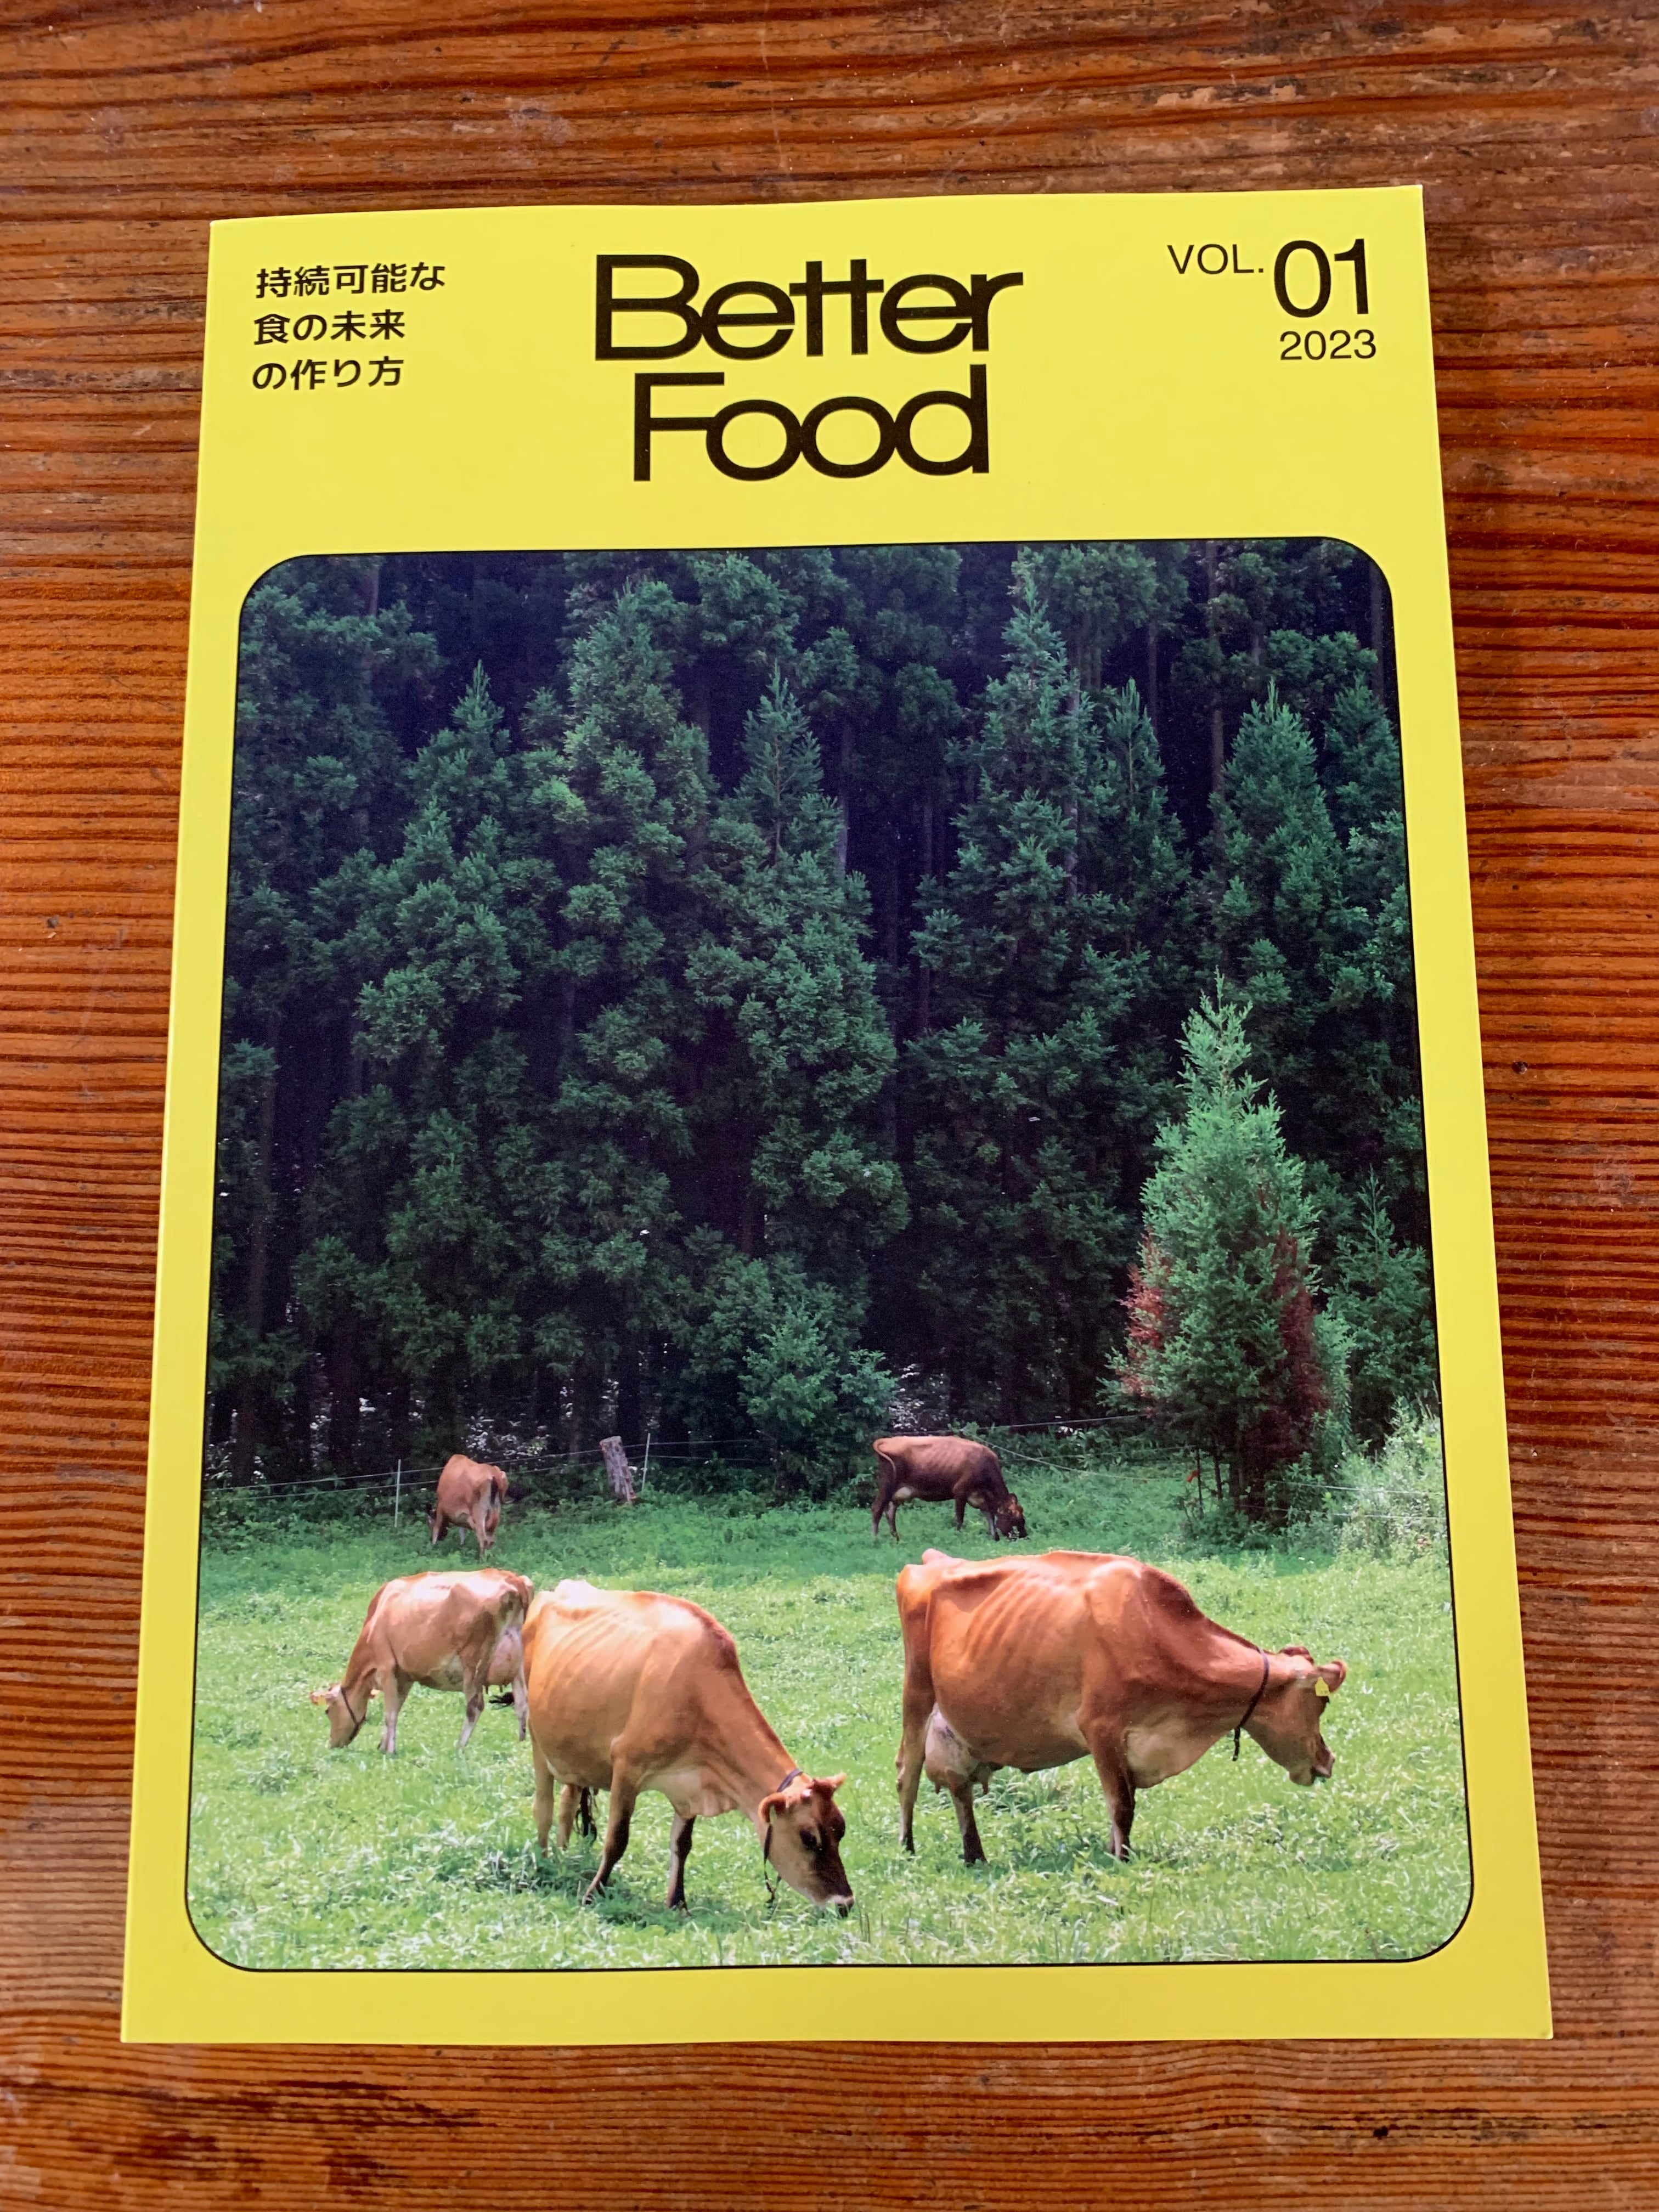 持続可能な
食の未来
の作り方
Better
Food
VOL. 01
2023